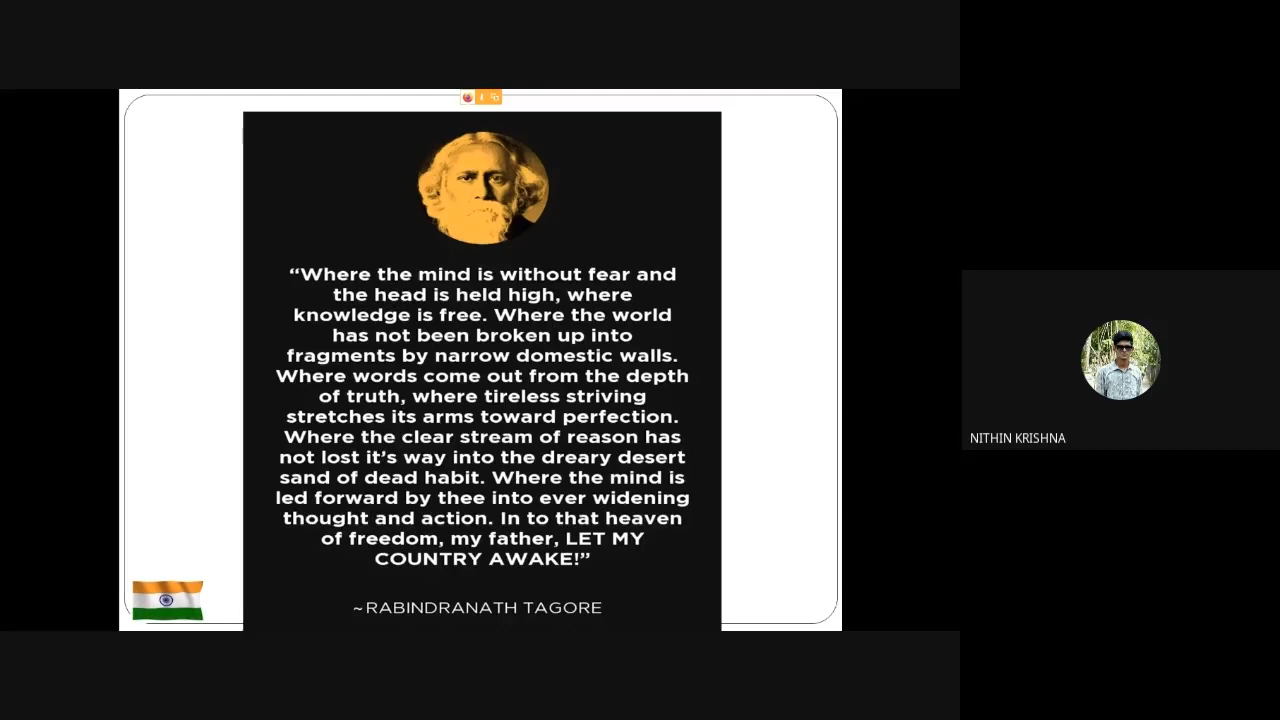 “Where the mind is without fear and
the head is held high, where
knowledge is free. Where the world
has not been broken up into
fragments by narrow domestic walls.
Where words come out from the depth
of truth, where tireless striving
stretches its arms toward perfection.
Where the clear stream of reason has
not lost it’s way into the dreary desert
sand of dead habit. Where the mind is
led forward by thee into ever widening
thought and action. In to that heaven
of freedom, my father, LET MY
COUNTRY AWAKE!”
~RABINDRANATH TAGORE
NITHIN KRISHNA